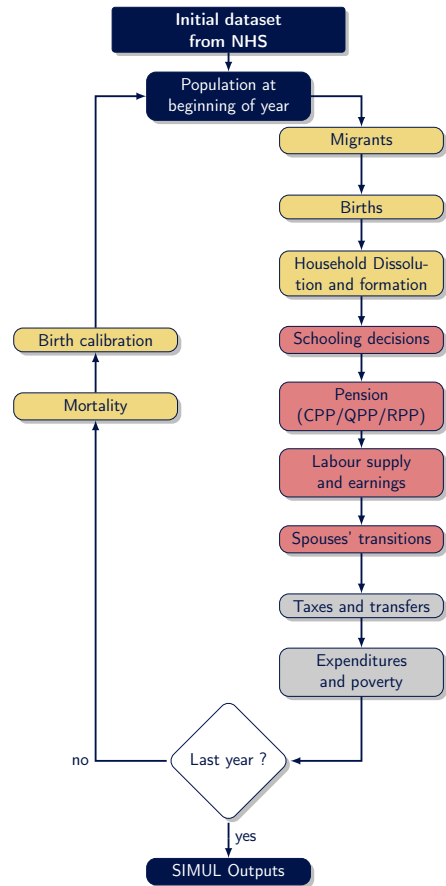 Initial dataset
from NHS
Population at
beginning of year
Migrants
Births
Household Dissolu-
tion and formation
Schooling decisions
Birth calibration
Pension
(CPP/QPP/RPP)
Mortality
Labour supply
and earnings
Spouses' transitions
Taxes and transfers
Expenditures
and poverty
Last year ?
no
yes
SIMUL Outputs